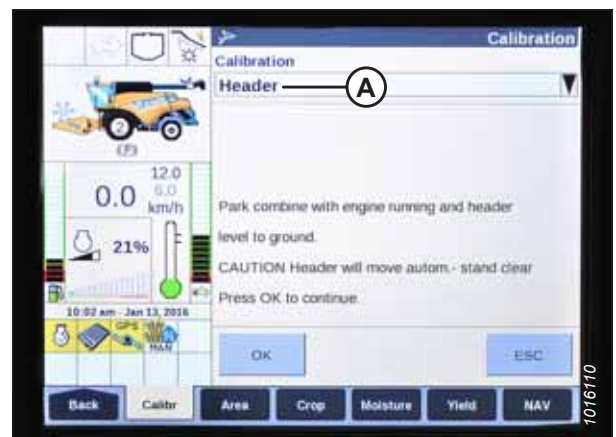 Calibration
Calibration
Header
A
2
(P)
12.0
6.0
0.0 km/h
21%
Park combine with engine running and header
level to ground.
CAUTION Header will move autom.- stand clear
Press OK to continue
10:02 am - Jan 13, 2016
GPS
MAN
OK
ESC
Back
Calibr
Area
Crop
Moisture
Yield
NAV
1016110